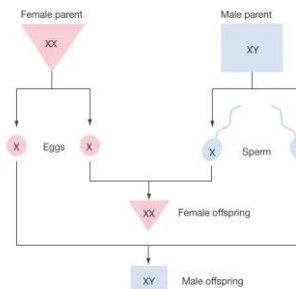 Female parent
Male parent
XX
XY
X
Eggs
X
X
Sperm
XX
Female offspring
XY
Male offspring